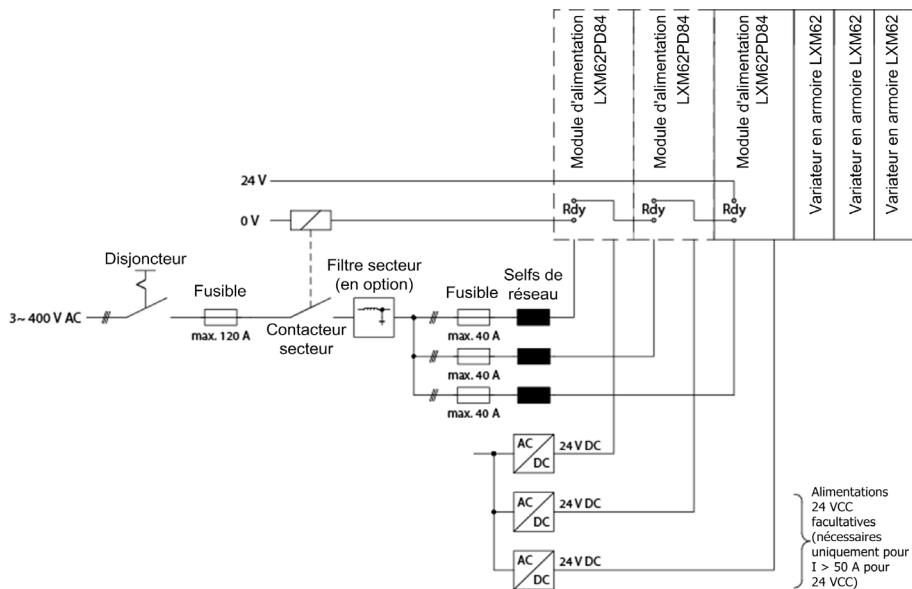 Module d'alimentation
LXM62PD84
Module d'alimentation
LXM62PD84
Module d'alimentation
LXM62PD84
Variateur en armoire LXM62
Variateur en armoire LXM62
Variateur en armoire LXM62
24 V
0 V
Rdy
Rdy
Rdy
Disjoncteur
Fusible
Filtre secteur
(en option)
Fusible
Selfs de
réseau
3~ 400 V AC
max. 120 A
Contacteur
secteur
max. 40 A
max. 40 A
max. 40 A
AC
DC
24 V DC
AC
DC
24 V DC
AC
DC
24 V DC
Alimentations
24 VCC
facultatives
(nécessaires
uniquement pour
I > 50 A pour
24 VCC)